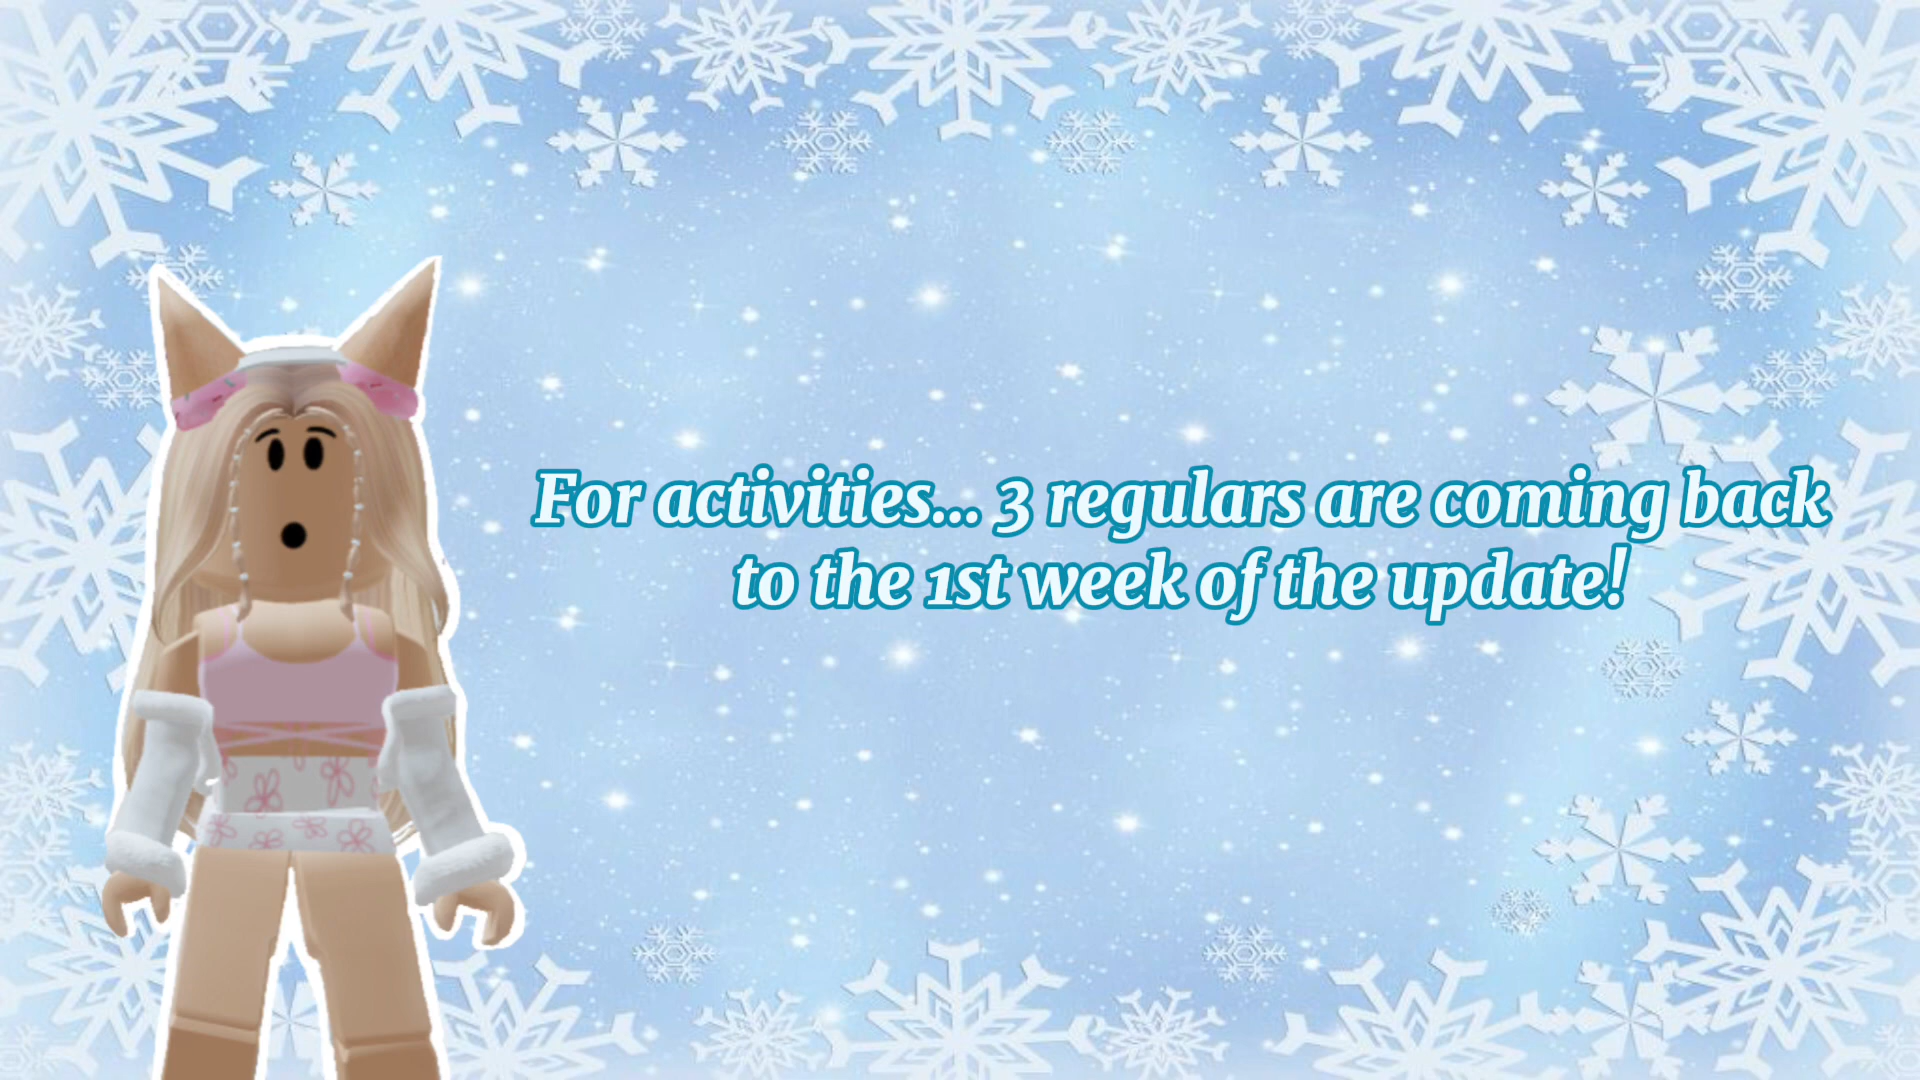 For activities... 3 regulars are coming back
to the 1st week of the update!